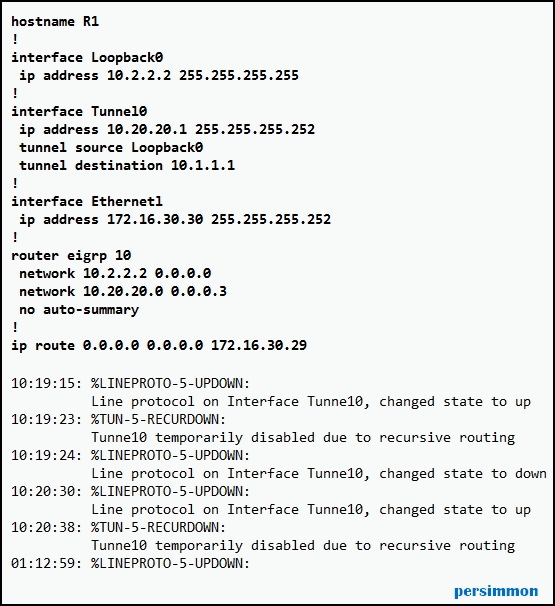 hostname R1
!
interface Loopback0
ip address 10.2.2.2 255.255.255.255
!
interface Tunnel0
ip address 10.20.20.1 255.255.255.252
tunnel source Loopback0
tunnel destination 10.1.1.1
!
interface Ethernet1
ip address 172.16.30.30 255.255.255.252
!
router eigrp 10
network 10.2.2.2 0.0.0.0
network 10.20.20.0 0.0.0.3
no auto-summary
!
ip route 0.0.0.0 0.0.0.0 172.16.30.29
10:19:15: %LINEPROTO-5-UPDOWN:
Line protocol on Interface Tunne10, changed state to up
10:19:23: %TUN-5-RECURDOWN:
Tunne10 temporarily disabled due to recursive routing
10:19:24: %LINEPROTO-5-UPDOWN:
Line protocol on Interface Tunne10, changed state to down
10:20:30: %LINEPROTO-5-UPDOWN:
Line protocol on Interface Tunne10, changed state to up
10:20:38: %TUN-5-RECURDOWN:
Tunne10 temporarily disabled due to recursive routing
01:12:59: %LINEPROTO-5-UPDOWN:
persimmon